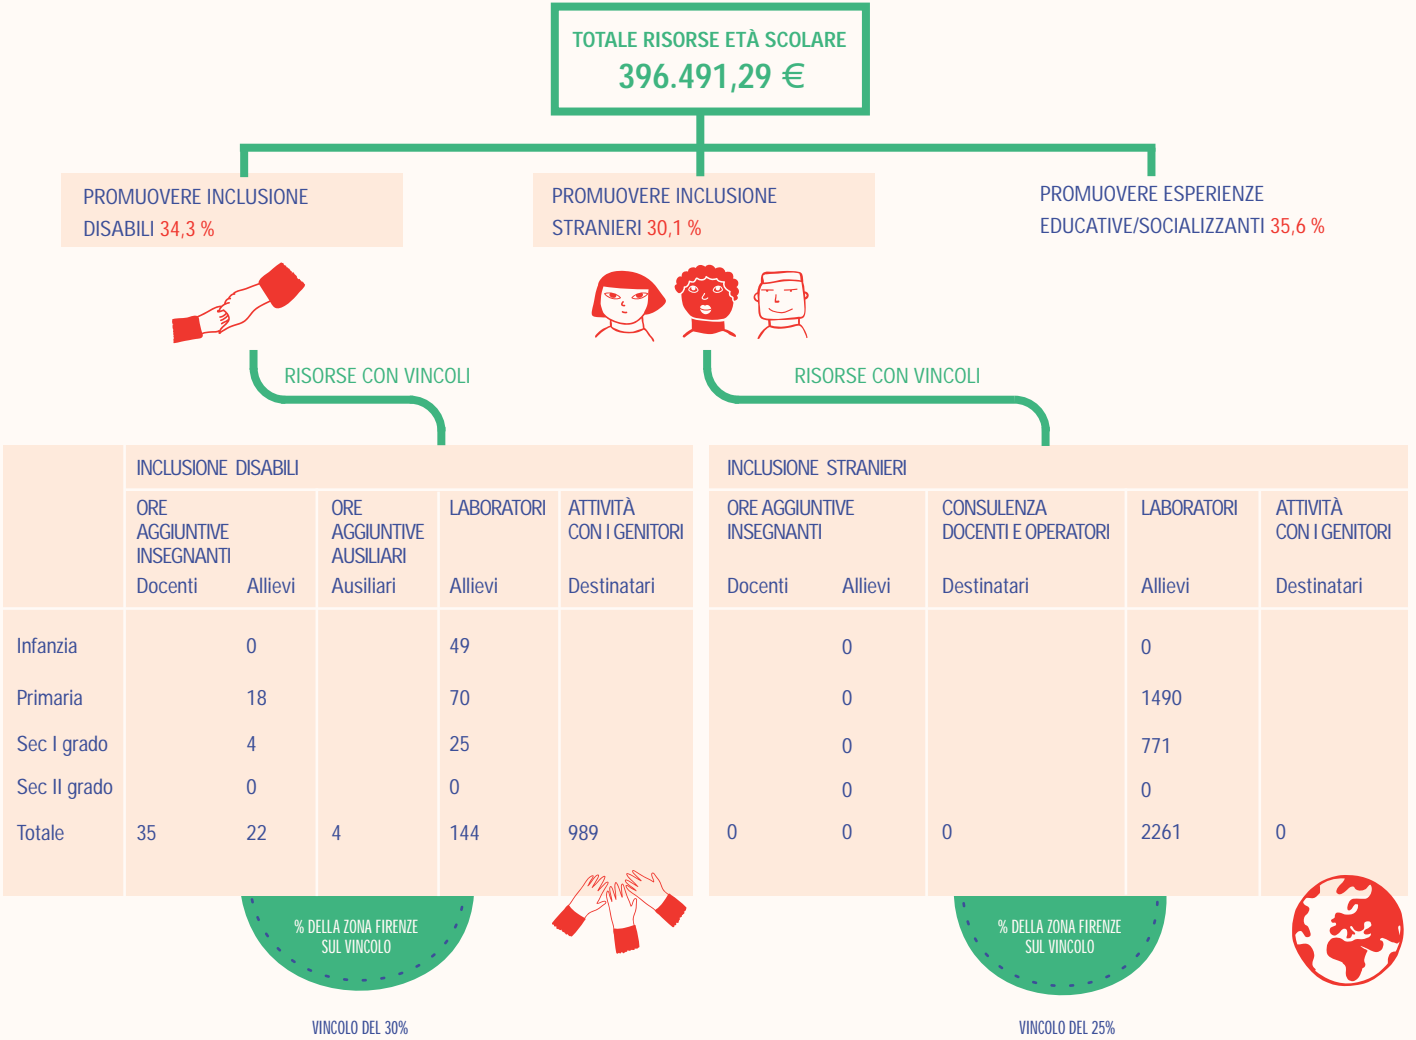 TOTALE RISORSE ETÀ SCOLARE
396.491,29 €
PROMUOVERE INCLUSIONE
DISABILI 34,3 %
PROMUOVERE INCLUSIONE
STRANIERI 30,1 %
PROMUOVERE ESPERIENZE
EDUCATIVE/SOCIALIZZANTI 35,6 %
RISORSE CON VINCOLI
RISORSE CON VINCOLI
INCLUSIONE DISABILI
ORE
AGGIUNTIVE
INSEGNANTI
ORE
AGGIUNTIVE
AUSILIARI
LABORATORI
ATTIVITÀ
CON I GENITORI
Docenti Allievi Ausiliari Allievi Destinatari
Infanzia 0 49
Primaria 18 70
Sec I grado 4 25
Sec II grado 0 0
Totale 35 22 4 144 989
INCLUSIONE STRANIERI
ORE AGGIUNTIVE
INSEGNANTI
CONSULENZA
DOCENTI E OPERATORI
LABORATORI
ATTIVITÀ
CON I GENITORI
Docenti Allievi Destinatari Allievi Destinatari
0 0
0 1490
0 771
0 0
0 0 0 2261 0
% DELLA ZONA FIRENZE
SUL VINCOLO
VINCOLO DEL 30%
% DELLA ZONA FIRENZE
SUL VINCOLO
VINCOLO DEL 25%